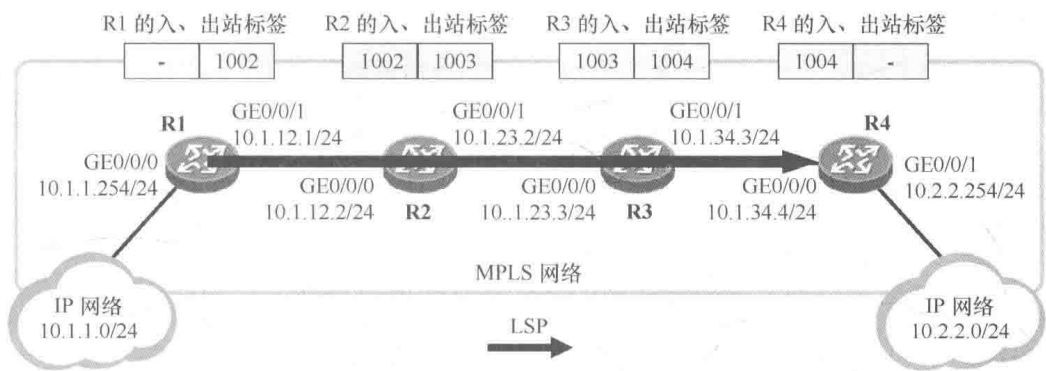 R1 的入、出站标签
R2 的入、出站标签
R3 的入、出站标签
R4 的入、出站标签
- 1002
1002 1003
1003 1004
1004 -
R1
GE0/0/1
10.1.12.1/24
GE0/0/1
10.1.23.2/24
GE0/0/1
10.1.34.3/24
R4
GE0/0/0
10.1.1.254/24
GE0/0/0
10.1.12.2/24
R2
GE0/0/0
10..1.23.3/24
R3
GE0/0/0
10.1.34.4/24
GE0/0/1
10.2.2.254/24
MPLS 网络
IP 网络
10.1.1.0/24
LSP
IP 网络
10.2.2.0/24